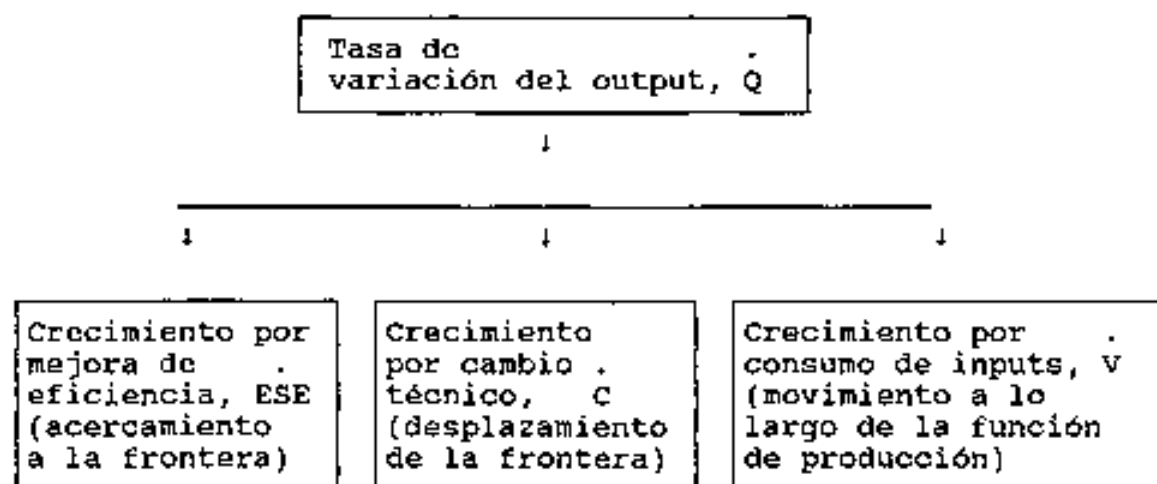 Tasa de .
variación del output, Q
↓
↓ ↓ ↓
Crecimiento por
mejora de .
eficiencia, ESE
(acercamiento
a la frontera)
Crecimiento
por cambio .
técnico, C
(desplazamiento
de la frontera)
Crecimiento por .
consumo de inputs, V
(movimiento a lo
largo de la función
de producción)